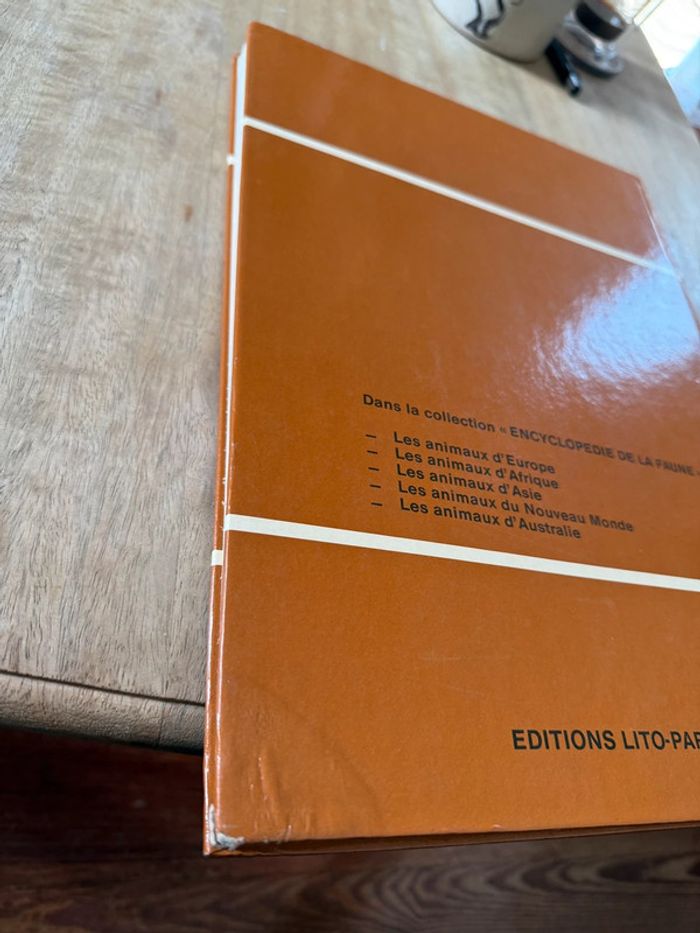 Dans la collection « ENCYCLOPEDIE DE LA FAUNE
— Les animaux d'Europe
— Les animaux d'Afrique
— Les animaux d'Asie
— Les animaux du Nouveau Monde
— Les animaux d'Australie
EDITIONS LITO-PAR